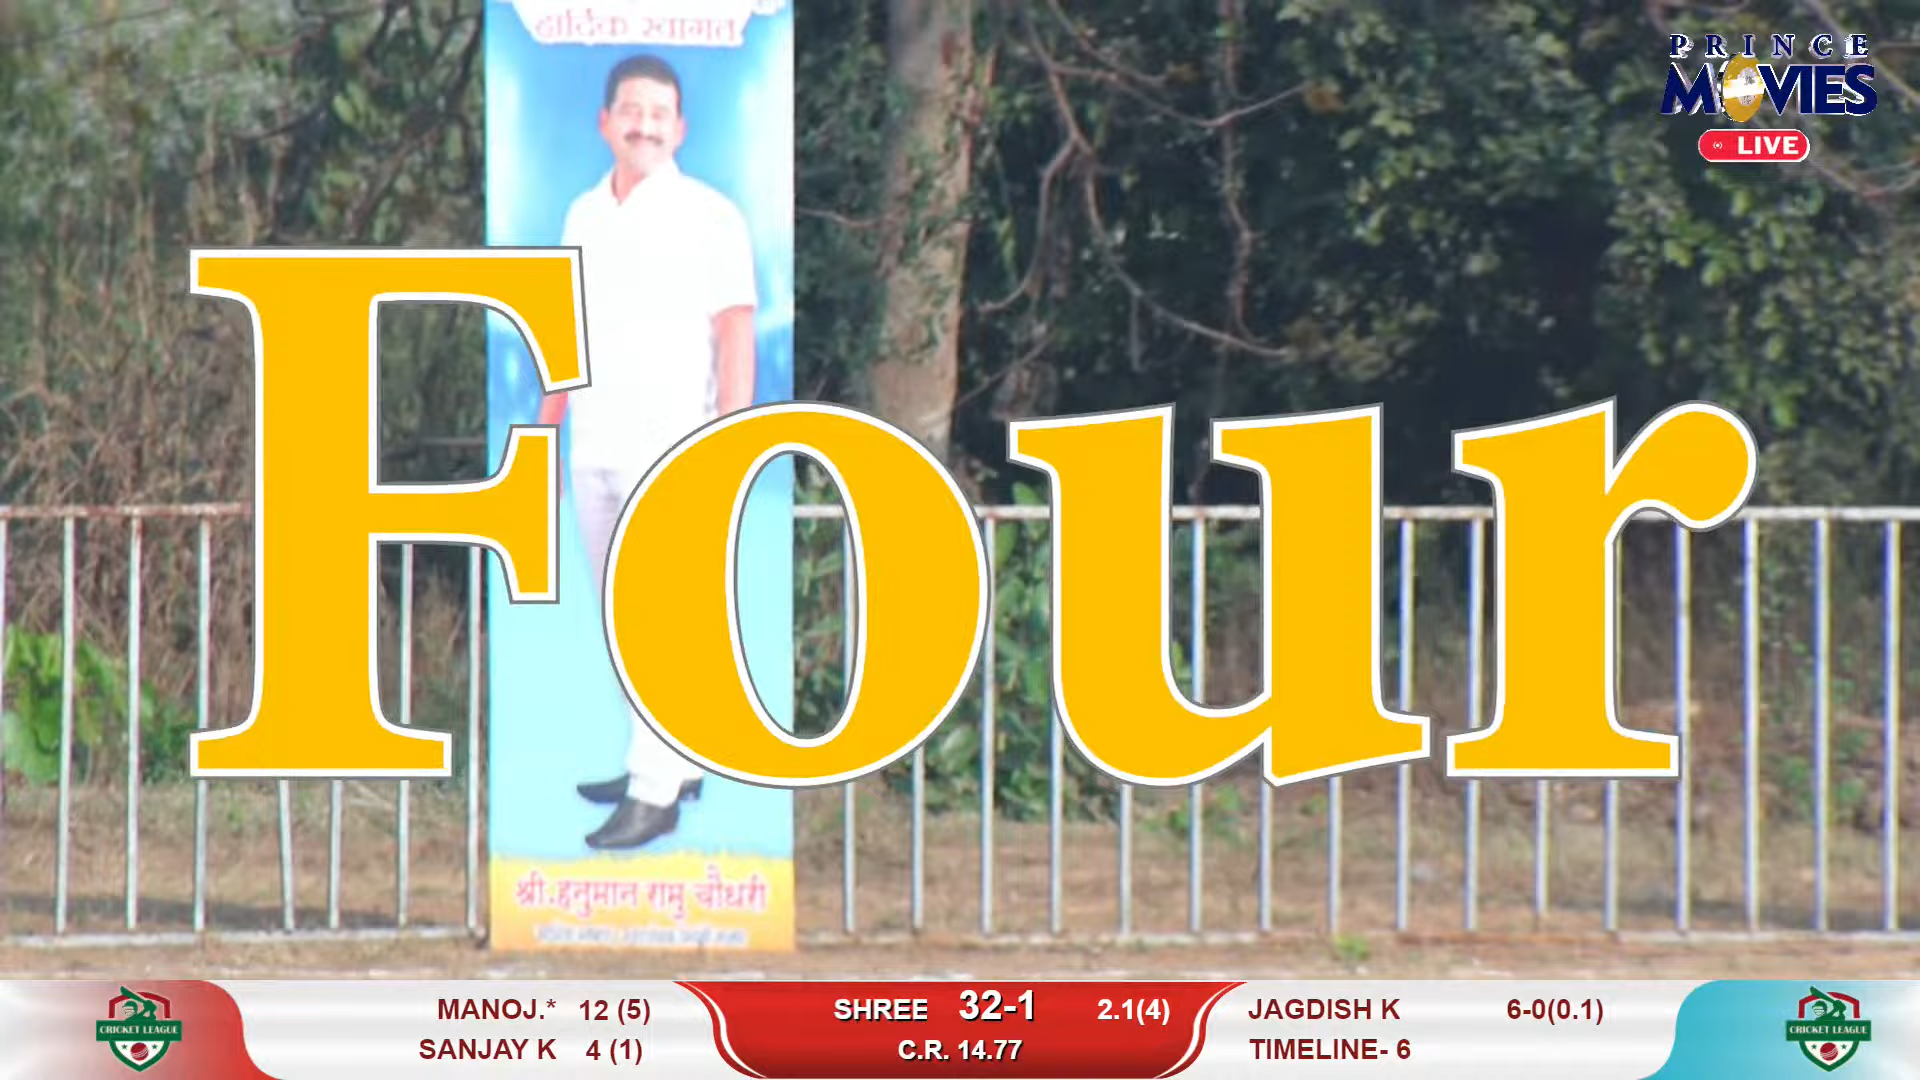 हार्दिक स्वागत
PRINCE
MOVIES
LIVE
Four
श्री.हनुमान रामु चौधरी
CRICKET LEAGUE
MANOJ.* 12 (5)
SANJAY K 4 (1)
SHREE 32-1 2.1(4)
C.R. 14.77
JAGDISH K 6-0(0.1)
TIMELINE- 6
CRICKET LEAGUE